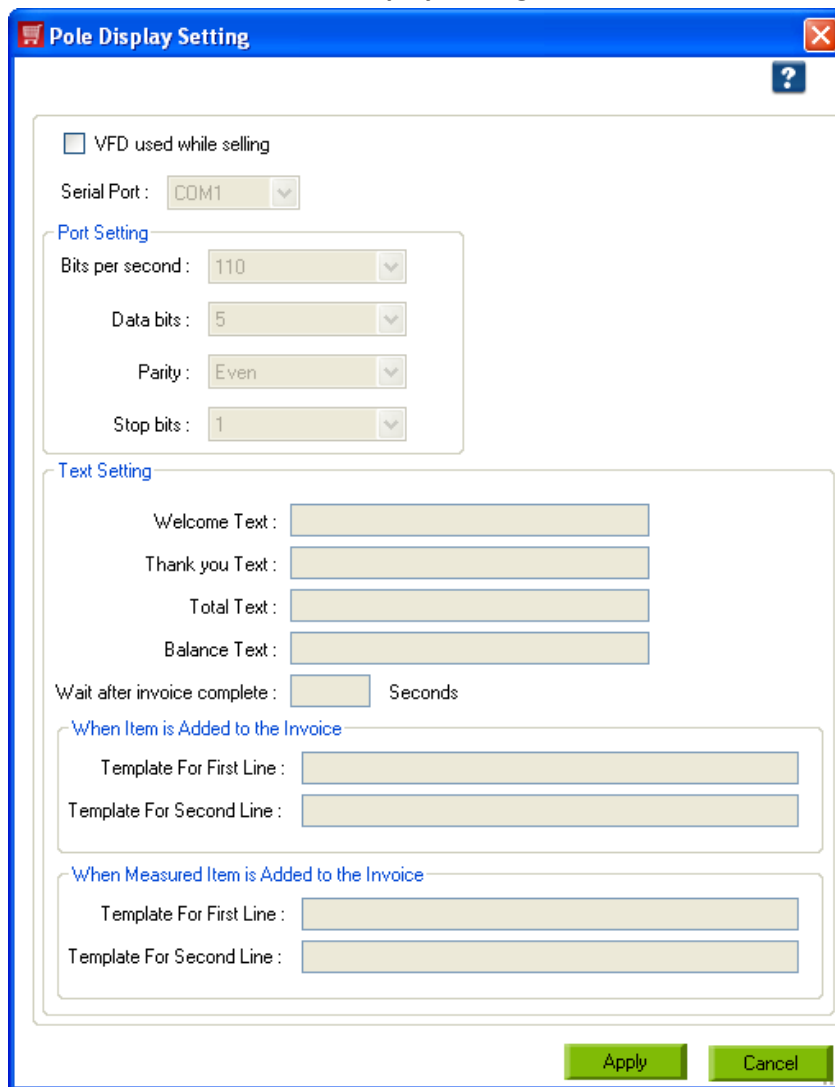 Pole Display Setting
?
VFD used while selling
Serial Port : COM1
Port Setting
Bits per second : 110
Data bits : 5
Parity : Even
Stop bits : 1
Text Setting
Welcome Text :
Thank you Text :
Total Text :
Balance Text :
Wait after invoice complete : Seconds
When Item is Added to the Invoice
Template For First Line :
Template For Second Line :
When Measured Item is Added to the Invoice
Template For First Line :
Template For Second Line :
Apply Cancel